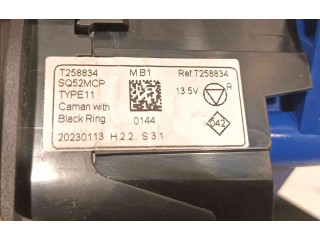 T258834 MB1 Ref:T258834
SQ52MCP
TYPE11 13.5V R
Caman with
Black Ring 0144 042
20230113 H22 S31